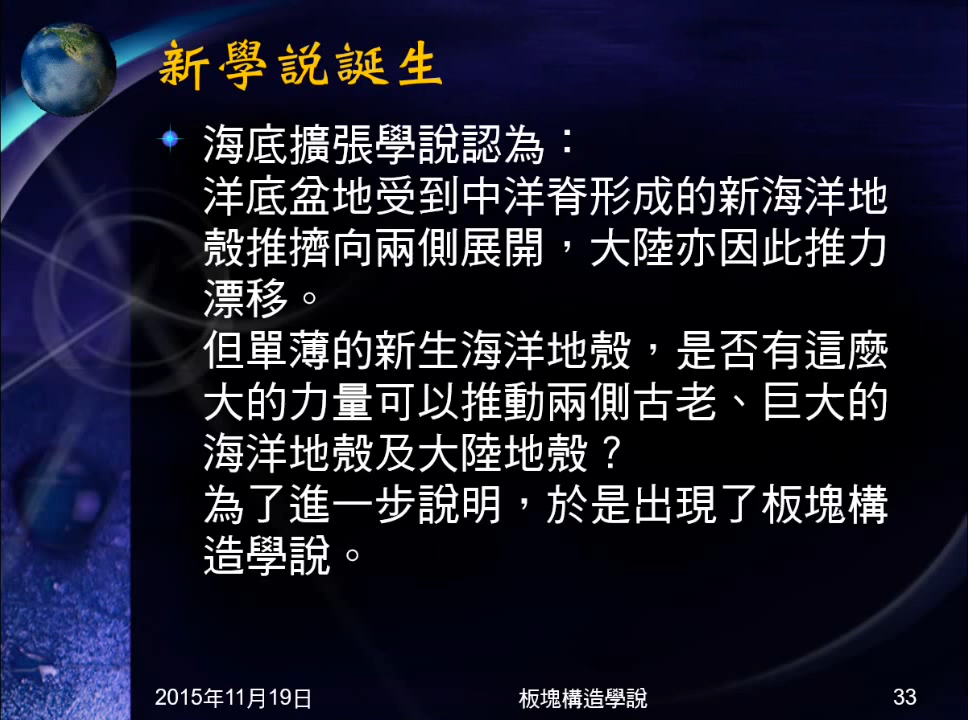 新學說誕生
海底擴張學說認為：
洋底盆地受到中洋脊形成的新海洋地
殼推擠向兩側展開，大陸亦因此推力
漂移。
但單薄的新生海洋地殼，是否有這麼
大的力量可以推動兩側古老、巨大的
海洋地殼及大陸地殼？
為了進一步說明，於是出現了板塊構
造學說。
2015年11月19日
板塊構造學說
33